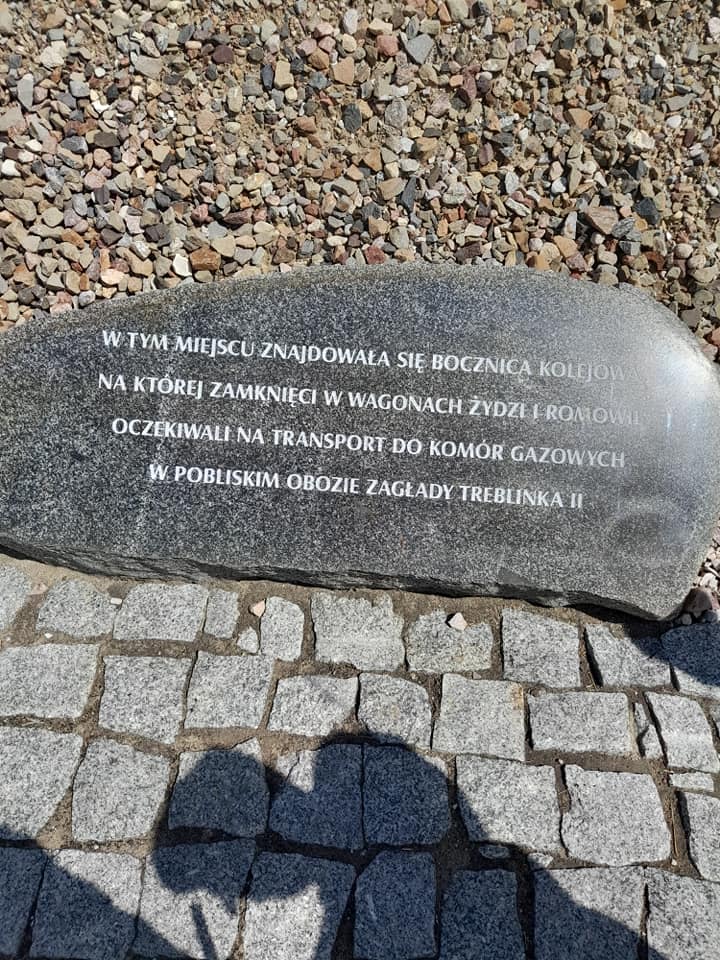 W TYM MIEJSCU ZNAJDOWAŁA SIĘ BOCZNICA KOLEJOWA
NA KTÓREJ ZAMKNIĘCI W WAGONACH ŻYDZI I ROMOWIE
OCZEKIWALI NA TRANSPORT DO KOMÓR GAZOWYCH
W POBLISKIM OBOZIE ZAGŁADY TREBLINKA II